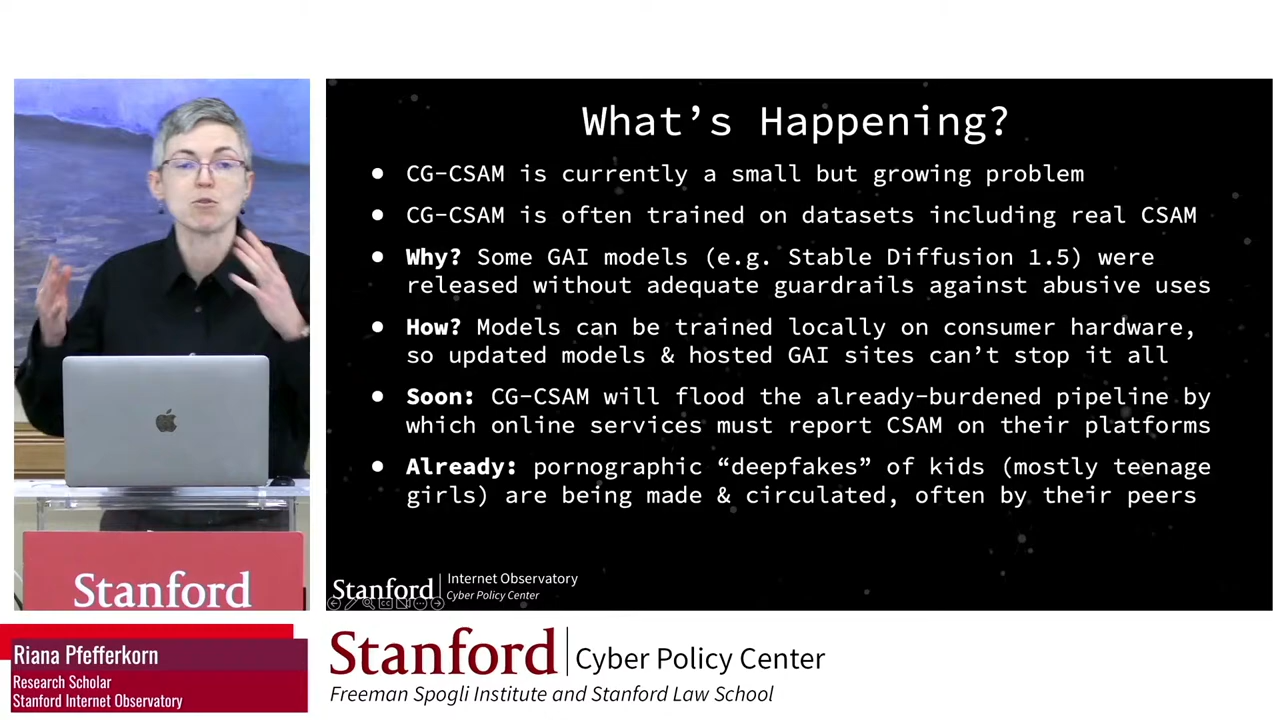 What's Happening?
● CG-CSAM is currently a small but growing problem
● CG-CSAM is often trained on datasets including real CSAM
● Why? Some GAI models (e.g. Stable Diffusion 1.5) were
released without adequate guardrails against abusive uses
● How? Models can be trained locally on consumer hardware,
so updated models & hosted GAI sites can't stop it all
● Soon: CG-CSAM will flood the already-burdened pipeline by
which online services must report CSAM on their platforms
● Already: pornographic “deepfakes” of kids (mostly teenage
girls) are being made & circulated, often by their peers
Stanford
Internet Observatory
Cyber Policy Center
Stanford
Riana Pfefferkorn
Research Scholar
Stanford Internet Observatory
Stanford
Cyber Policy Center
Freeman Spogli Institute and Stanford Law School